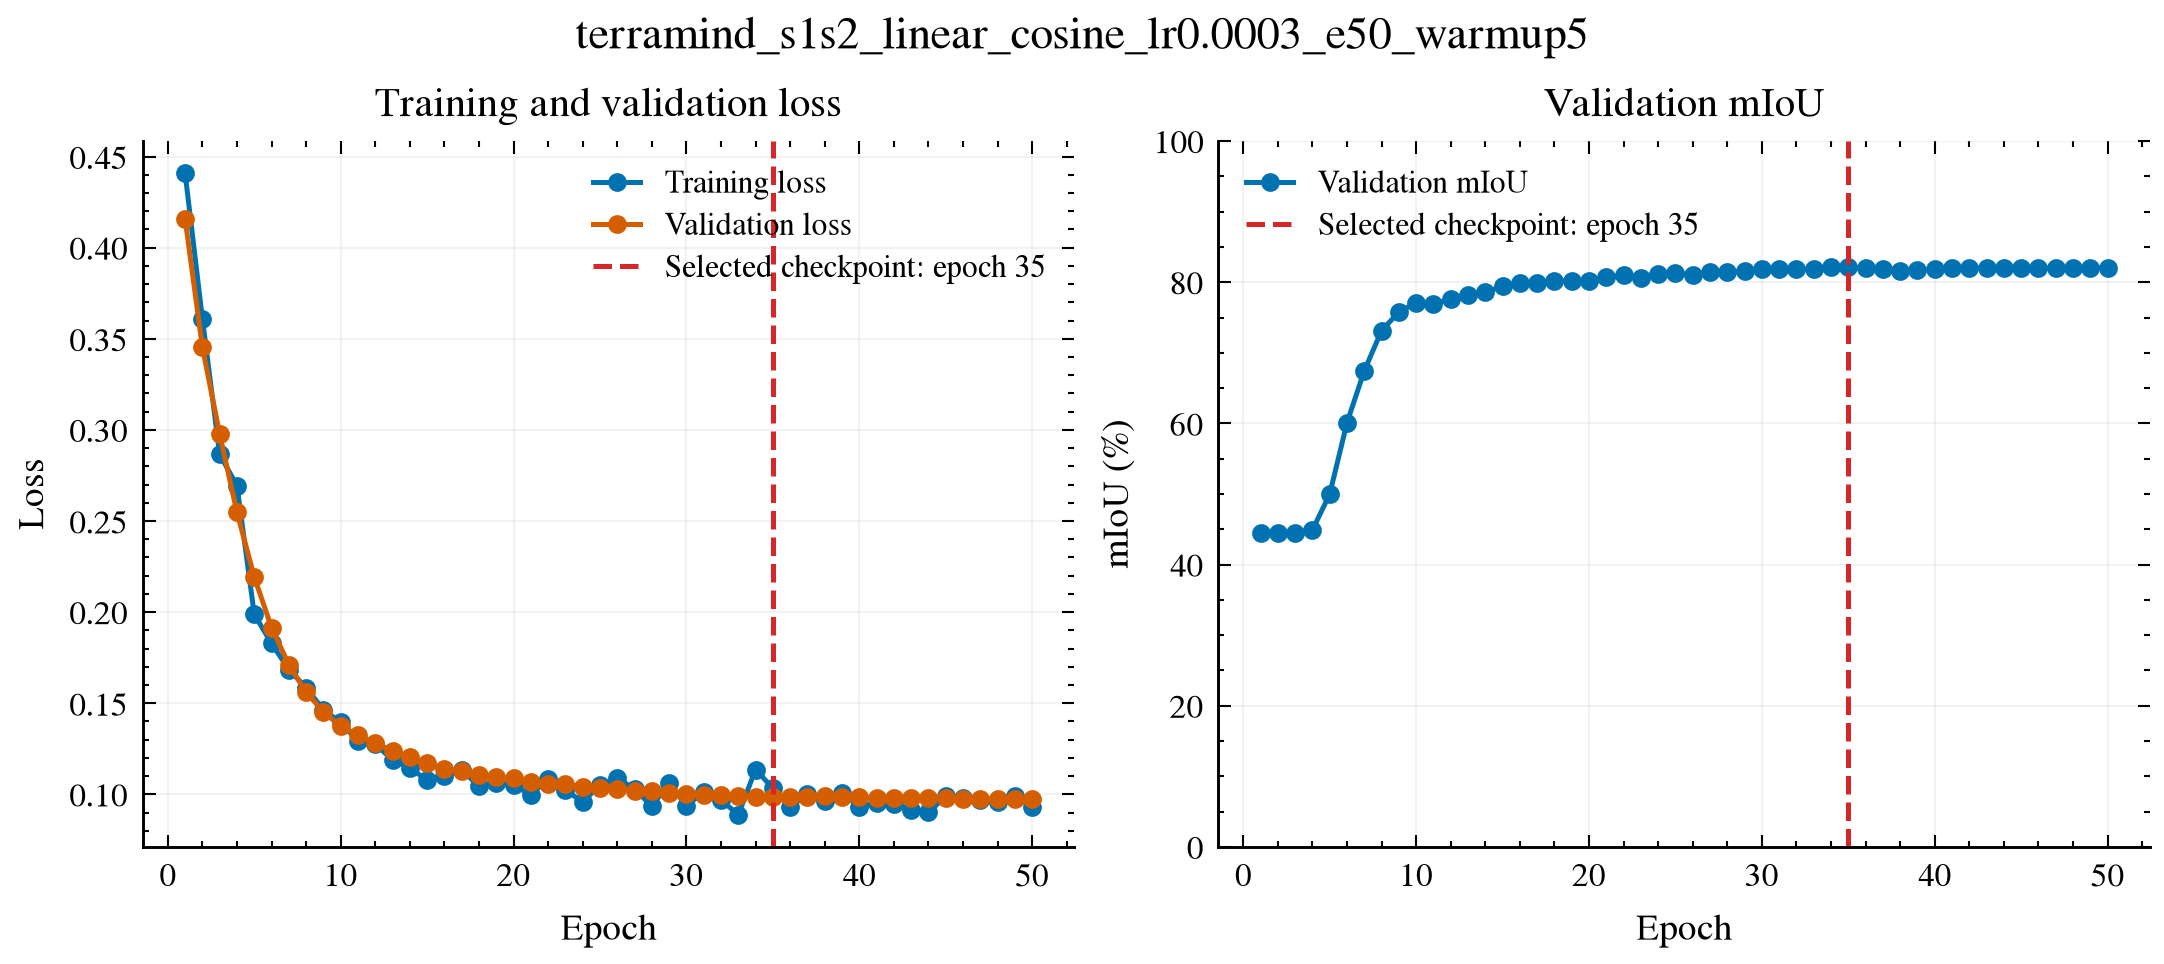 terramind_s1s2_linear_cosine_lr0.0003_e50_warmup5
Training and validation loss
Loss
0.45
0.40
0.35
0.30
0.25
0.20
0.15
0.10
Training loss
Validation loss
Selected checkpoint: epoch 35
0 10 20 30 40 50
Epoch
Validation mIoU
mIoU (%)
100
80
60
40
20
0
Validation mIoU
Selected checkpoint: epoch 35
0 10 20 30 40 50
Epoch